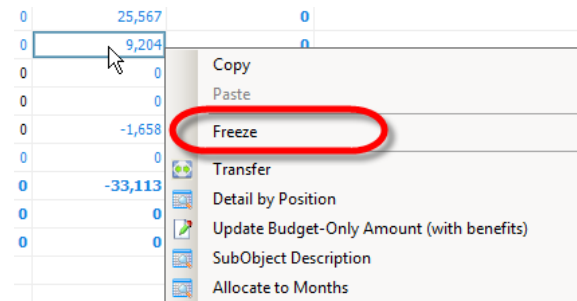 0 25,567 0
0 9,204 0
0 0 Copy
0 0 Paste
0 -1,658 Freeze
0 0 Transfer
0 -33,113 Detail by Position
0 0 Update Budget-Only Amount (with benefits)
0 0 SubObject Description
Allocate to Months